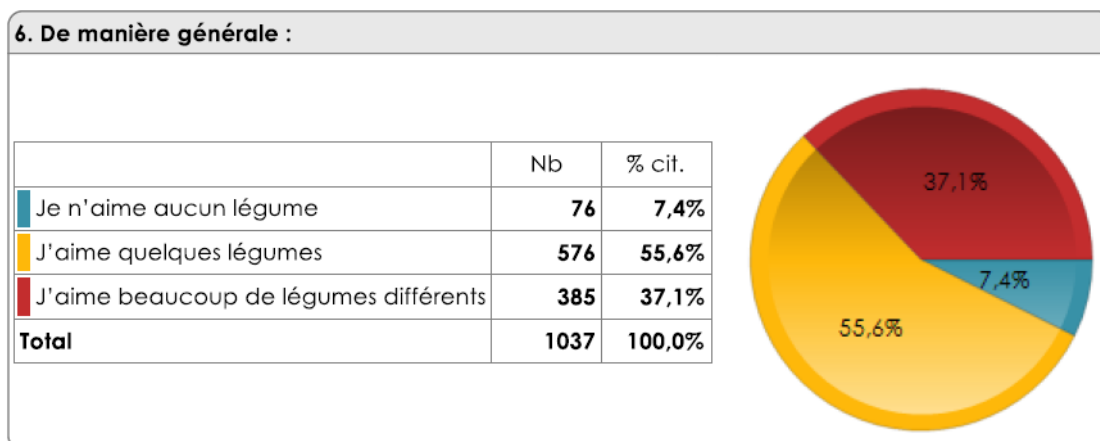 6. De manière générale :
Nb % cit.
Je n'aime aucun légume 76 7,4%
J'aime quelques légumes 576 55,6%
J'aime beaucoup de légumes différents 385 37,1%
Total 1037 100,0%
37,1%
7,4%
55,6%